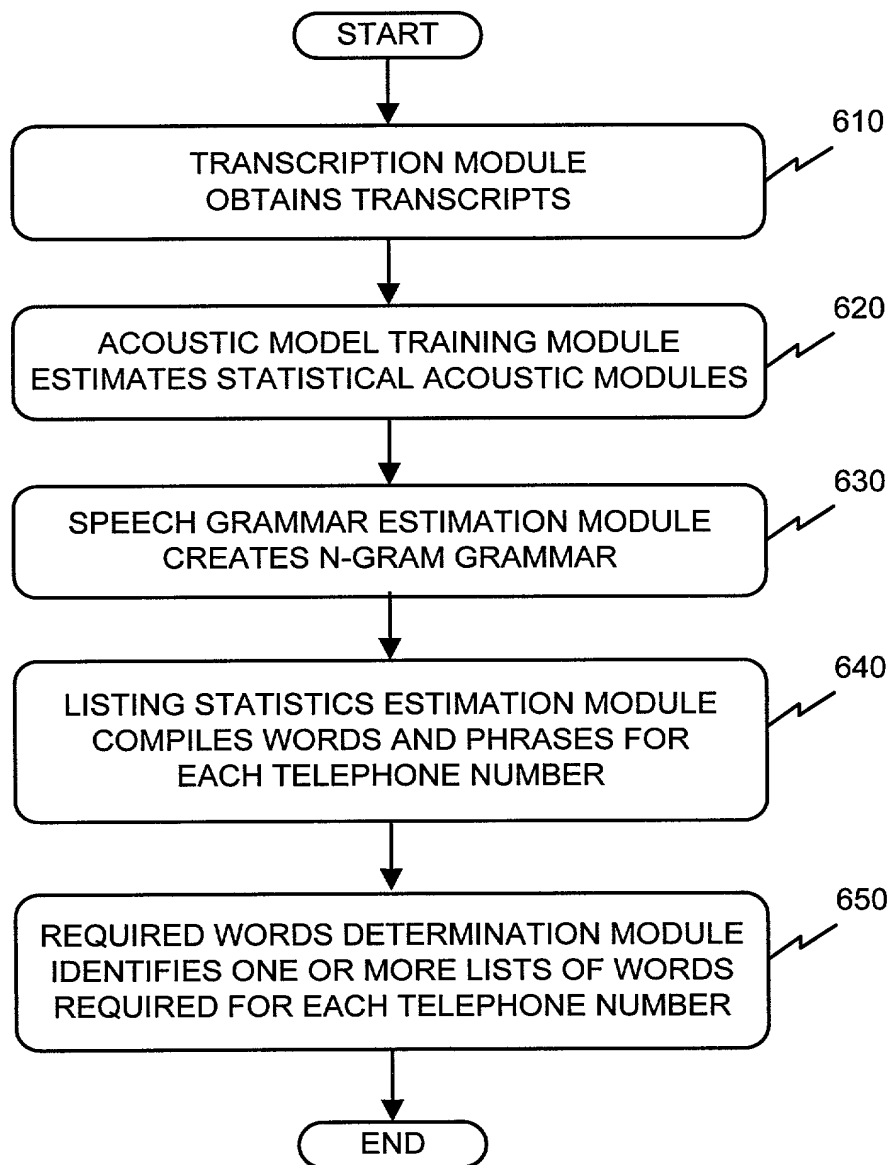 START
610
TRANSCRIPTION MODULE
OBTAINS TRANSCRIPTS
620
ACOUSTIC MODEL TRAINING MODULE
ESTIMATES STATISTICAL ACOUSTIC MODULES
630
SPEECH GRAMMAR ESTIMATION MODULE
CREATES N-GRAM GRAMMAR
640
LISTING STATISTICS ESTIMATION MODULE
COMPILES WORDS AND PHRASES FOR
EACH TELEPHONE NUMBER
650
REQUIRED WORDS DETERMINATION MODULE
IDENTIFIES ONE OR MORE LISTS OF WORDS
REQUIRED FOR EACH TELEPHONE NUMBER
END